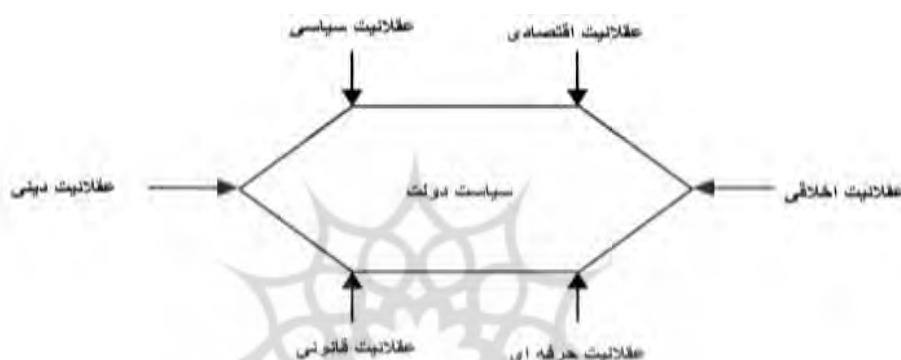 عقلانیت اقتصادی
عقلانیت سیاسی
عقلانیت اخلاقی
سیاست دولت
عقلانیت دینی
عقلانیت حرفه ای
عقلانیت قانونی